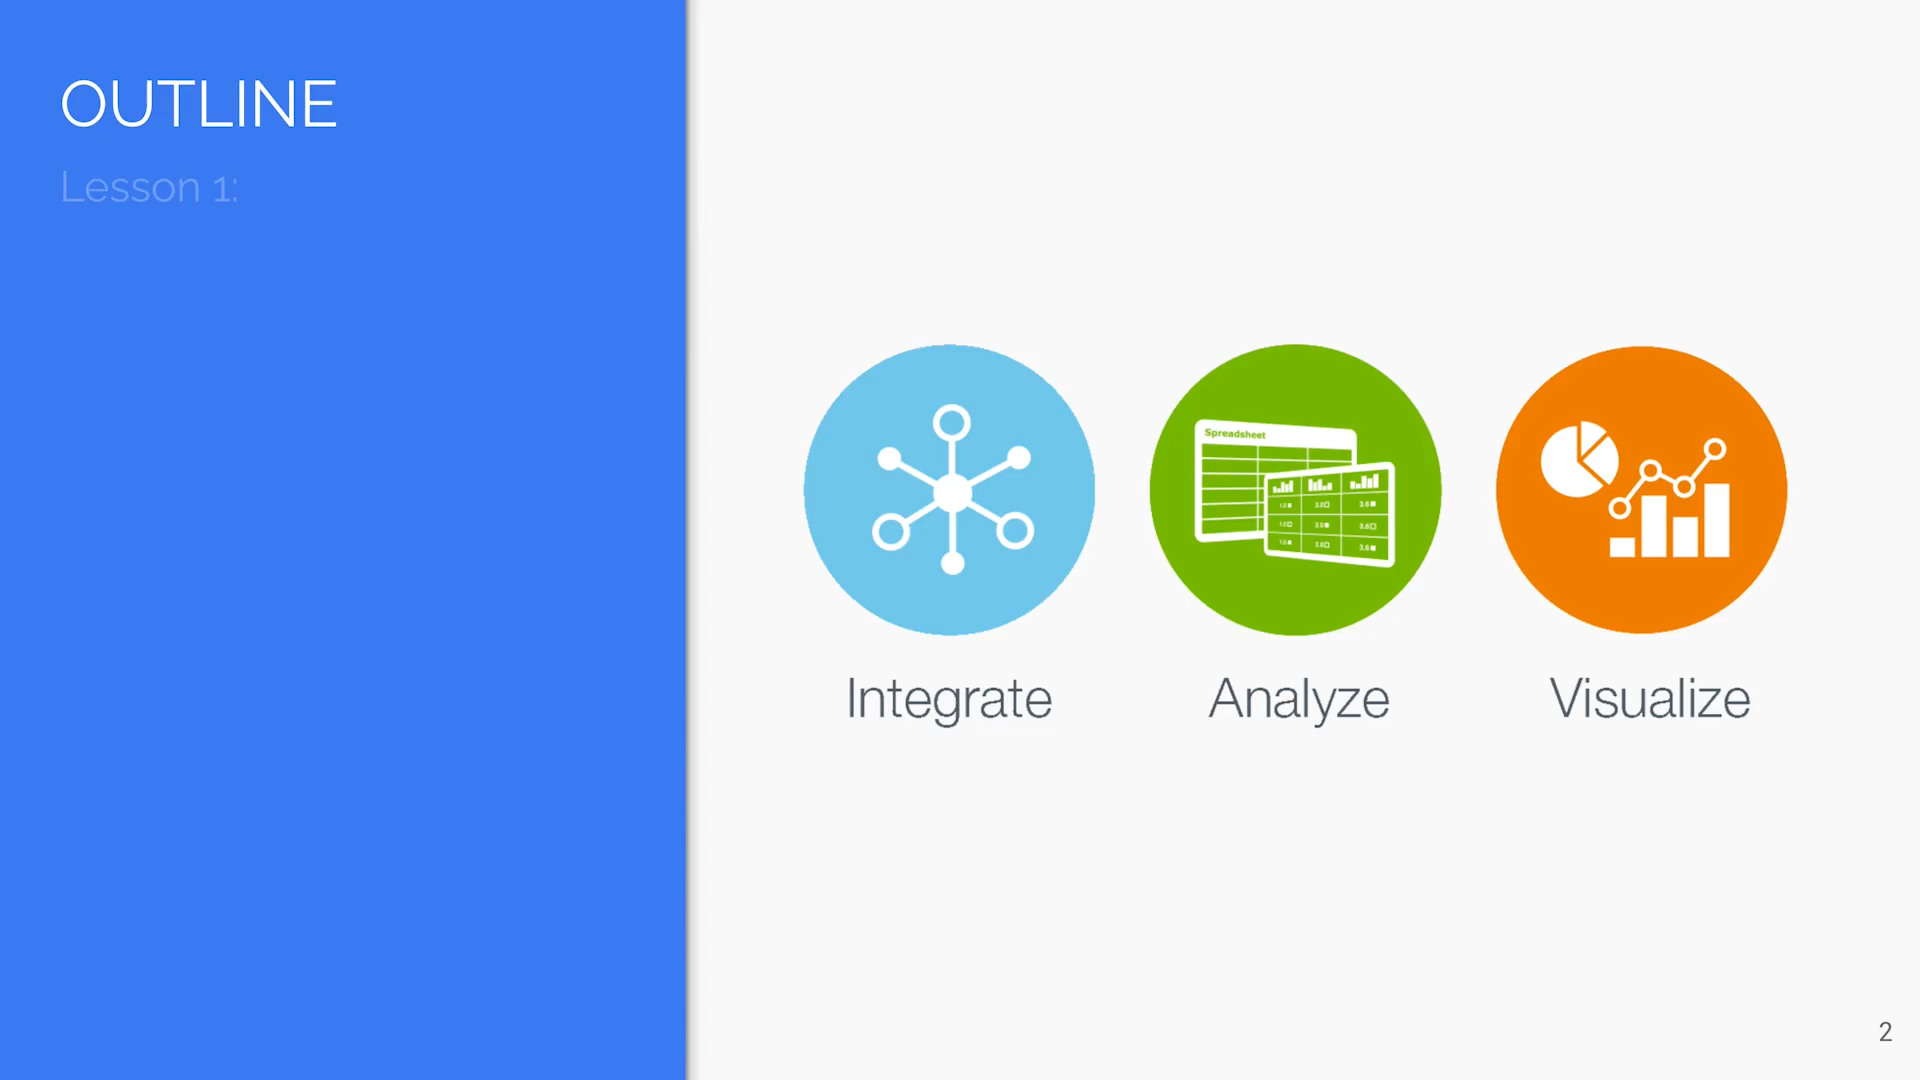 OUTLINE
Lesson 1:
Spreadsheet
Integrate
Analyze
Visualize
2